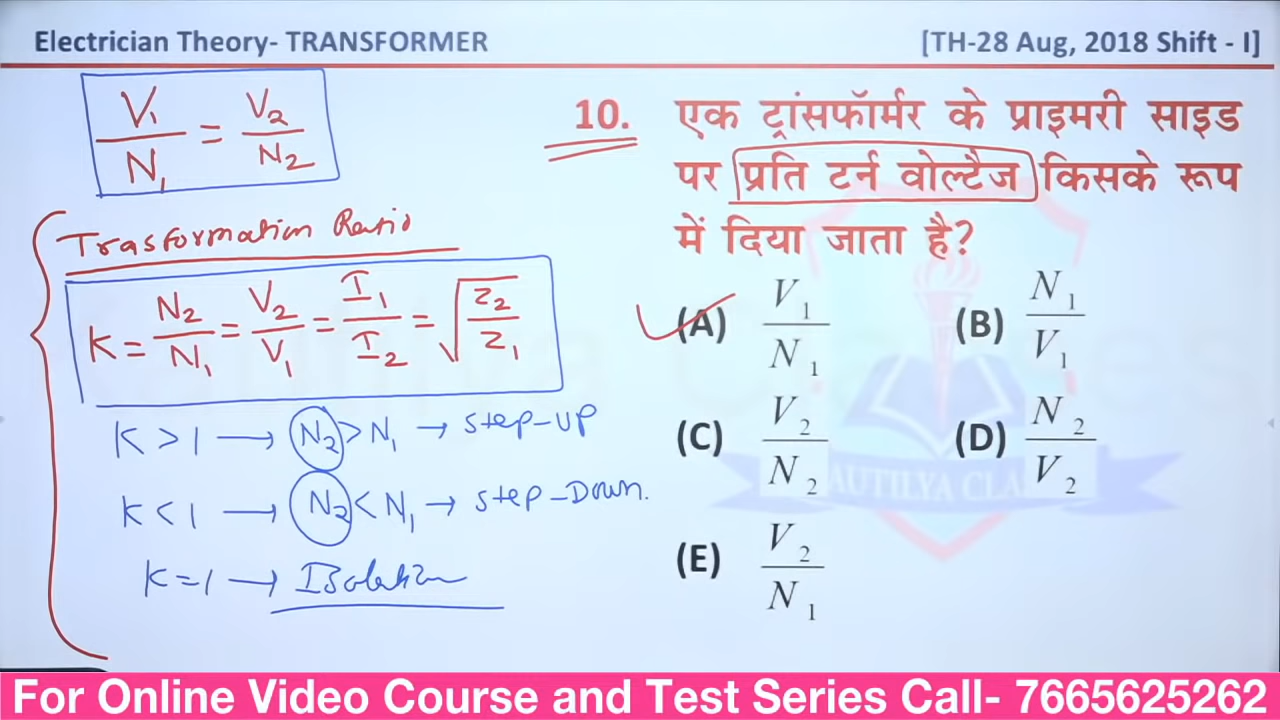 Electrician Theory- TRANSFORMER
[TH-28 Aug, 2018 Shift - I]
V₁/N₁ = V₂/N₂
Trasformation Ratio
K = N₂/N₁ = V₂/V₁ = I₁/I₂ = √(Z₂/Z₁)
K > 1 → N₂ > N₁ → Step-UP
K < 1 → N₂ < N₁ → Step-Down.
K = 1 → Isolation
10. एक ट्रांसफॉर्मर के प्राइमरी साइड
पर प्रति टर्न वोल्टैज किसके रूप
में दिया जाता है?
(A) V₁/N₁ (B) N₁/V₁
(C) V₂/N₂ (D) N₂/V₂
(E) V₂/N₁
AUTILYA CLA
For Online Video Course and Test Series Call- 7665625262